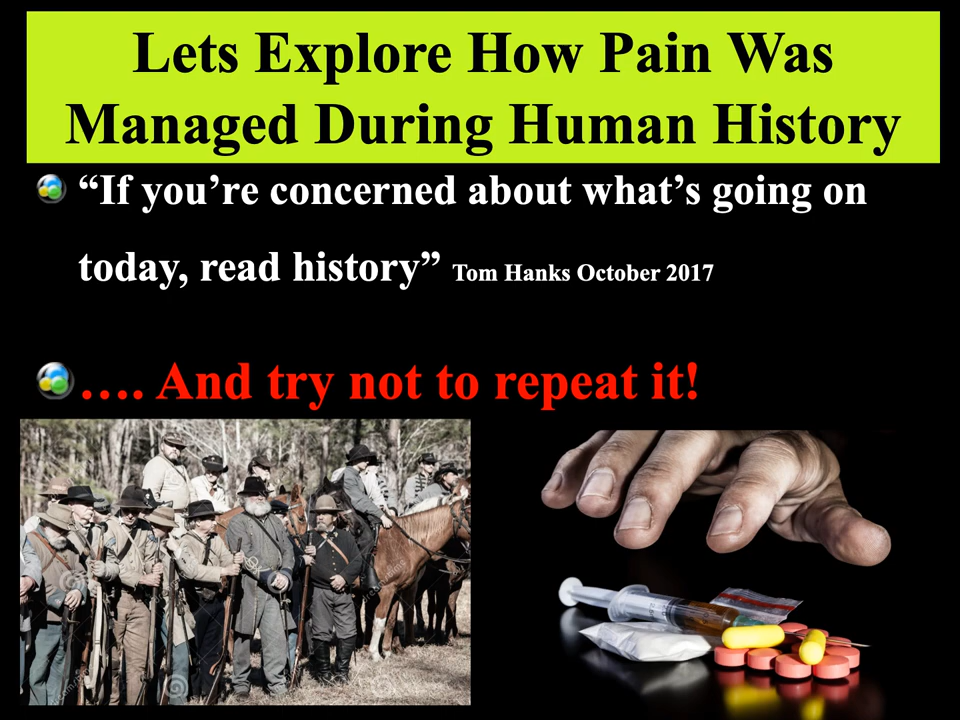 Lets Explore How Pain Was
Managed During Human History
“If you’re concerned about what’s going on
today, read history” Tom Hanks October 2017
…. And try not to repeat it!